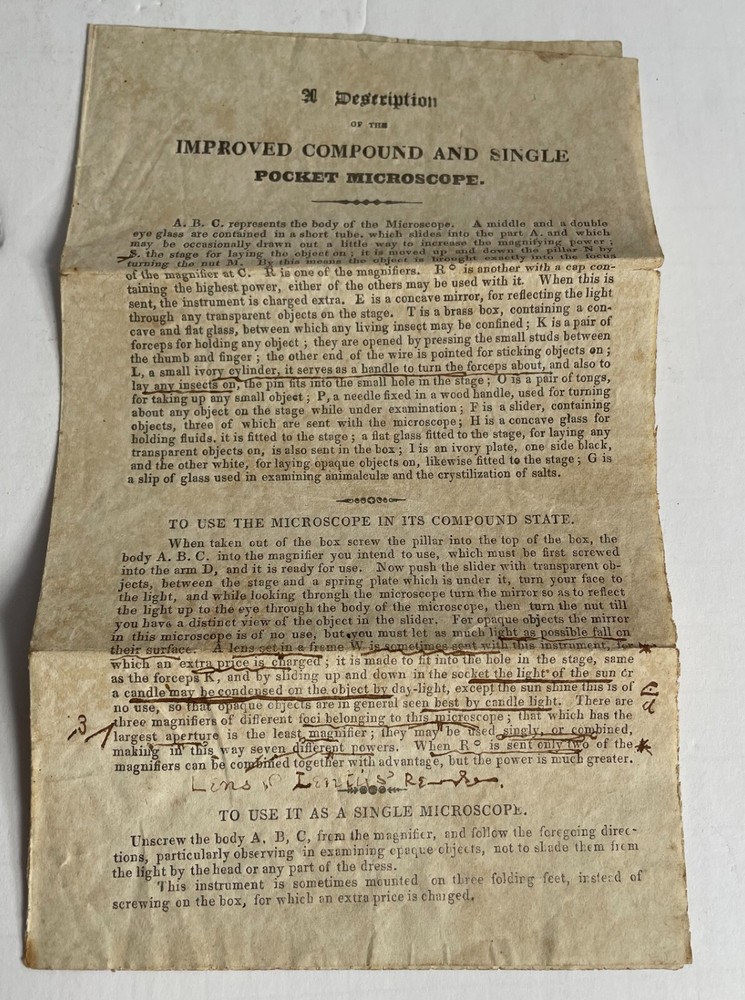 A Description
OF THE
IMPROVED COMPOUND AND SINGLE
POCKET MICROSCOPE.
A. B. C. represents the body of the Microscope. A middle and a double
eye glass are contained in a short tube. which slides into the part A. and which
may be occasionally drawn out a little way to increase the magnifying power ;
S. the stage for laying the object on ; it is moved up and down the pillar N by
turning the nut M. By this means the object is brought exactly into the focus
of the magnifier at C. R is one of the magnifiers. R o is another with a cap con-
taining the highest power, either of the others may be used with it. When this is
sent, the instrument is charged extra. E is a concave mirror, for reflecting the light
through any transparent objects on the stage. T is a brass box, containing a con-
cave and flat glass, between which any living insect may be confined ; K is a pair of
forceps for holding any object ; they are opened by pressing the small studs between
the thumb and finger ; the other end of the wire is pointed for sticking objects on ;
L, a small ivory cylinder, it serves as a handle to turn the forceps about, and also to
lay any insects on, the pin fits into the small hole in the stage ; O is a pair of tongs,
for taking up any small object ; P, a needle fixed in a wood handle, used for turning
about any object on the stage while under examination ; F is a slider, containing
objects, three of which are sent with the microscope ; H is a concave glass for
holding fluids. it is fitted to the stage ; a flat glass fitted to the stage, for laying any
transparent objects on, is also sent in the box ; I is an ivory plate, one side black,
and the other white, for laying opaque objects on, likewise fitted to the stage ; G is
a slip of glass used in examining animalculæ and the crystilization of salts.
TO USE THE MICROSCOPE IN ITS COMPOUND STATE.
When taken out of the box screw the pillar into the top of the box, the
body A. B. C. into the magnifier you intend to use, which must be first screwed
into the arm D, and it is ready for use. Now push the slider with transparent ob-
jects, between the stage and a spring plate which is under it, turn your face to
the light, and while looking through the microscope turn the mirror so as to reflect
the light up to the eye through the body of the microscope, then turn the nut till
you have a distinct view of the object in the slider. For opaque objects the mirror
in this microscope is of no use, but you must let as much light as possible fall on
their surface. A lens set in a freme W is sometimes sent with this instrument, for
which an extra price is charged ; it is made to fit into the hole in the stage, same
as the forceps K, and by sliding up and down in the socket the light of the sun or
a candle may be condensed on the object by day-light, except the sun shine this is of
no use, so that opaque objects are in general seen best by candle light. There are
three magnifiers of different foci belonging to this microscope ; that which has the
largest aperture is the least magnifier ; they may be used singly, or combined,
making in this way seven different powers. When R o is sent only two of the
magnifiers can be combined together with advantage, but the power is much greater.
Lens
TO USE IT AS A SINGLE MICROSCOPE.
Unscrew the body A, B, C, from the magnifier, and follow the foregoing direc-
tions, particularly observing in examining opaque objects, not to shade them from
the light by the head or any part of the dress.
This instrument is sometimes mounted on three folding feet, instead of
screwing on the box, for which an extra price is charged.